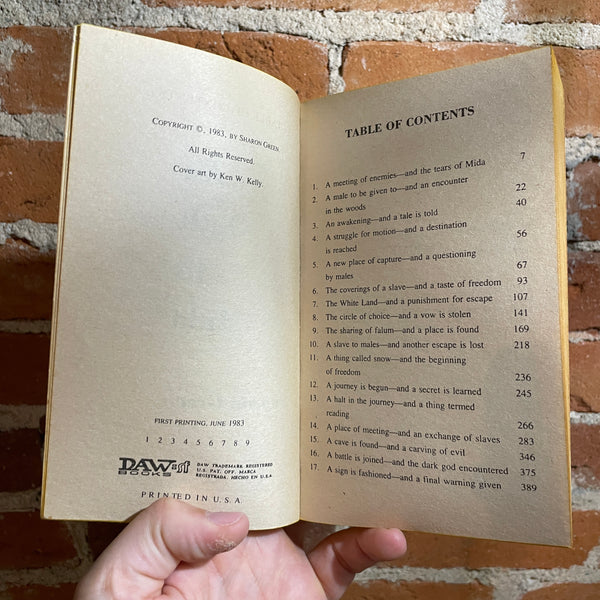 COPYRIGHT ©, 1983, BY SHARON GREEN
All Rights Reserved.
Cover art by Ken W. Kelly.
FIRST PRINTING, JUNE 1983
1 2 3 4 5 6 7 8 9
DAW
BOOKS
DAW TRADEMARK REGISTERED
U.S. PAT. OFF. MARCA
REGISTRADA. HECHO EN U.S.A.
PRINTED IN U.S.A.
TABLE OF CONTENTS
1. A meeting of enemies—and the tears of Mida 7
2. A male to be given to—and an encounter
in the woods 22
3. An awakening—and a tale is told 40
4. A struggle for motion—and a destination
is reached 56
5. A new place of capture—and a questioning
by males 67
6. The coverings of a slave—and a taste of freedom 93
7. The White Land—and a punishment for escape 107
8. The circle of choice—and a vow is stolen 141
9. The sharing of falum—and a place is found 169
10. A slave to males—and another escape is lost 218
11. A thing called snow—and the beginning
of freedom 236
12. A journey is begun—and a secret is learned 245
13. A halt in the journey—and a thing termed
reading 266
14. A place of meeting—and an exchange of slaves 283
15. A cave is found—and a carving of evil 346
16. A battle is joined—and the dark god encountered 375
17. A sign is fashioned—and a final warning given 389